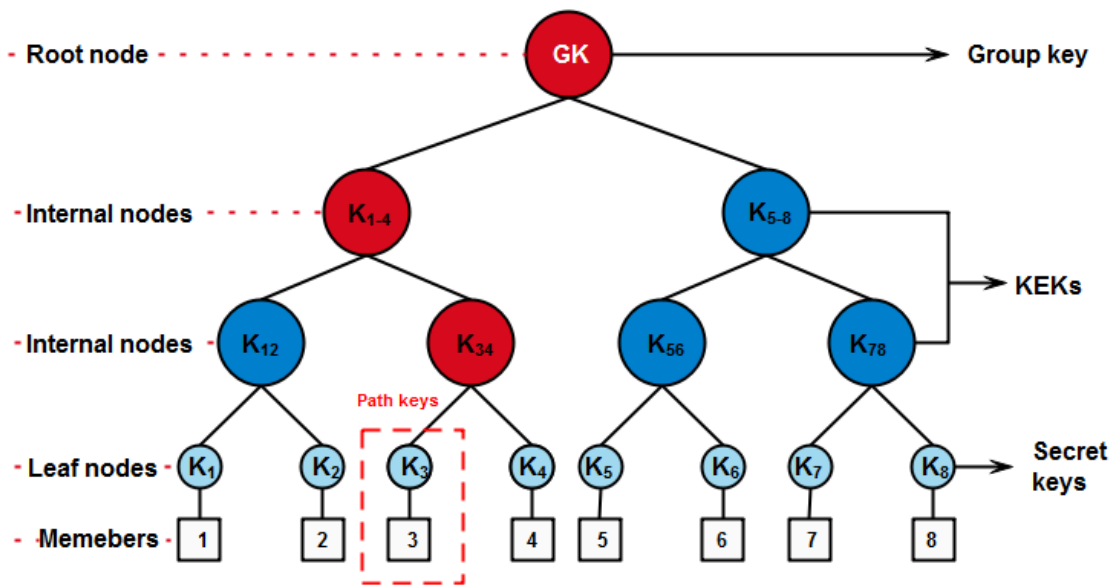 Root node
GK
Group key
Internal nodes
K1-4
K5-8
KEKs
Internal nodes
K12
K34
K56
K78
Path keys
Leaf nodes
K1
K2
K3
K4
K5
K6
K7
K8
Secret
keys
Memebers
1
2
3
4
5
6
7
8